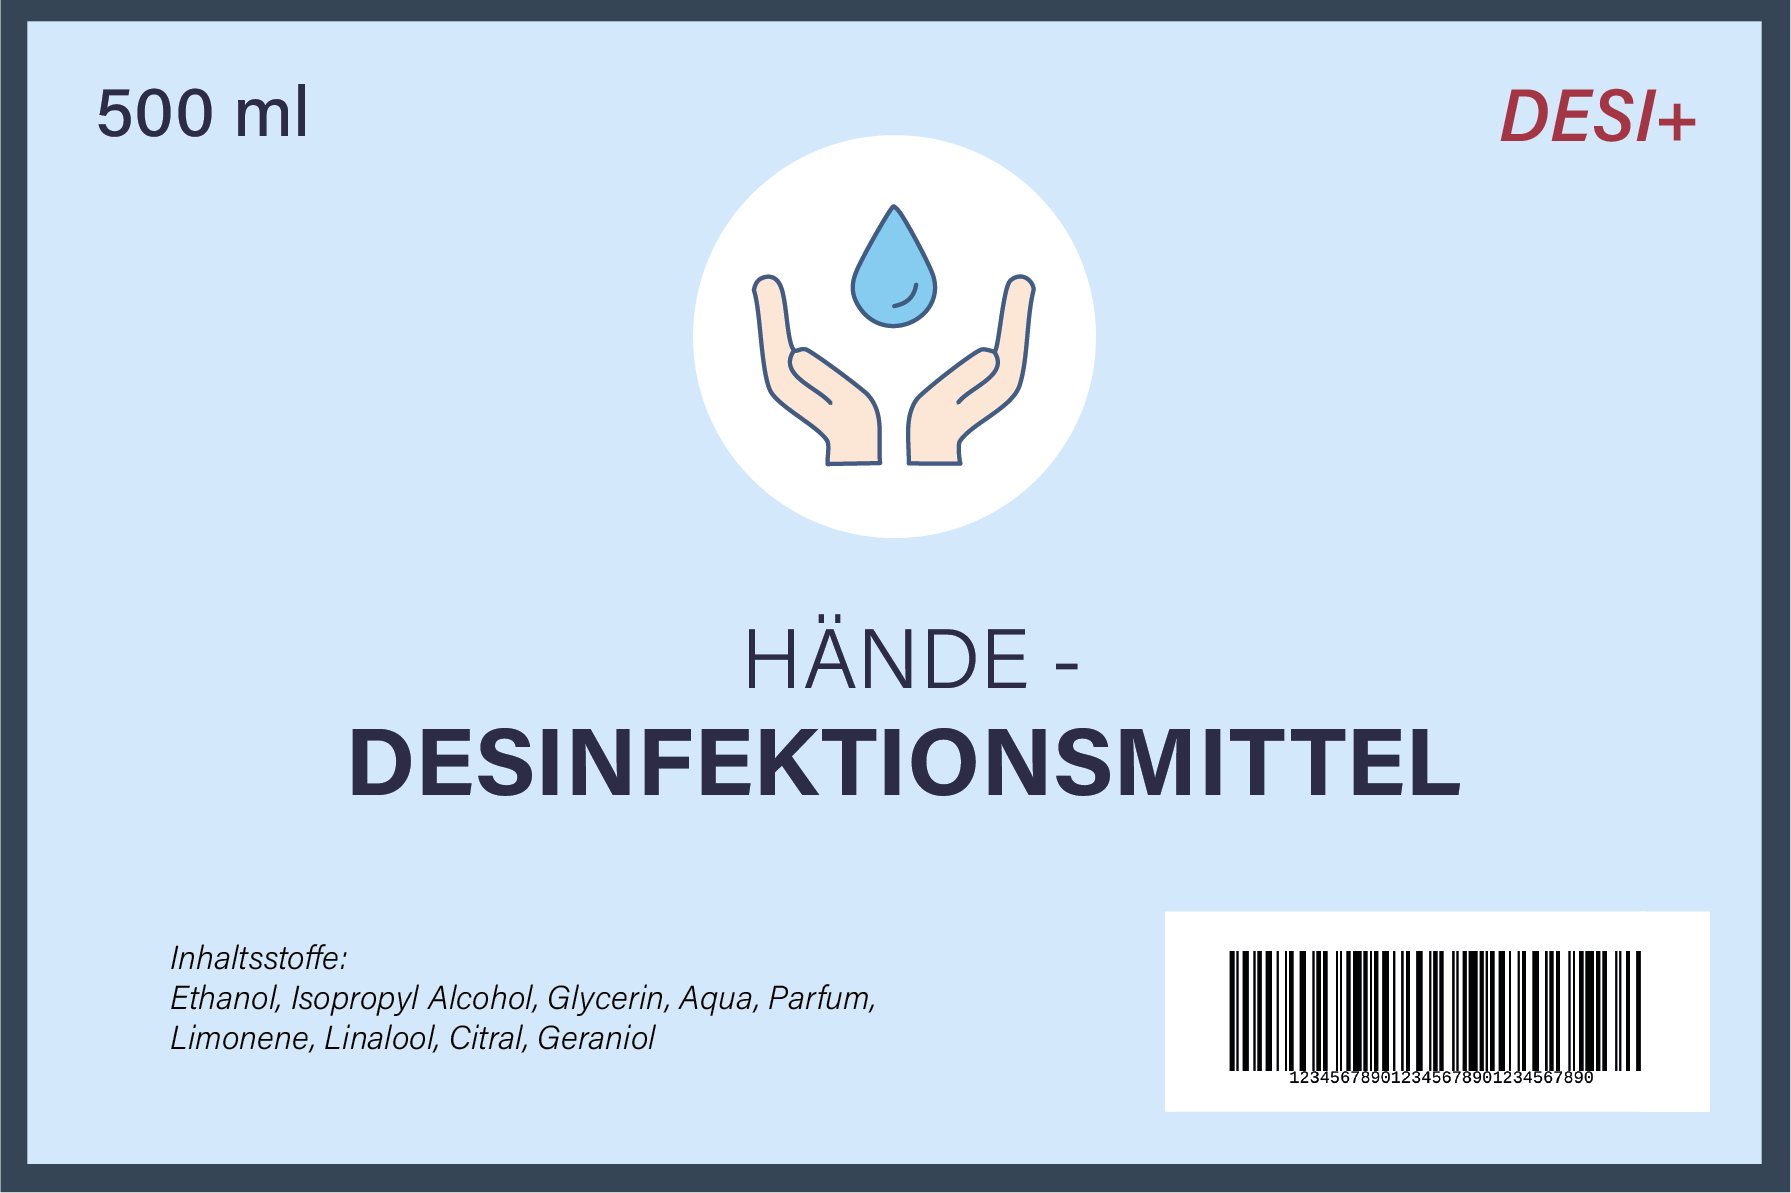 500 ml
DESI+
HÄNDE -
DESINFEKTIONSMITTEL
Inhaltsstoffe:
Ethanol, Isopropyl Alcohol, Glycerin, Aqua, Parfum,
Limonene, Linalool, Citral, Geraniol
123456789012345678901234567890